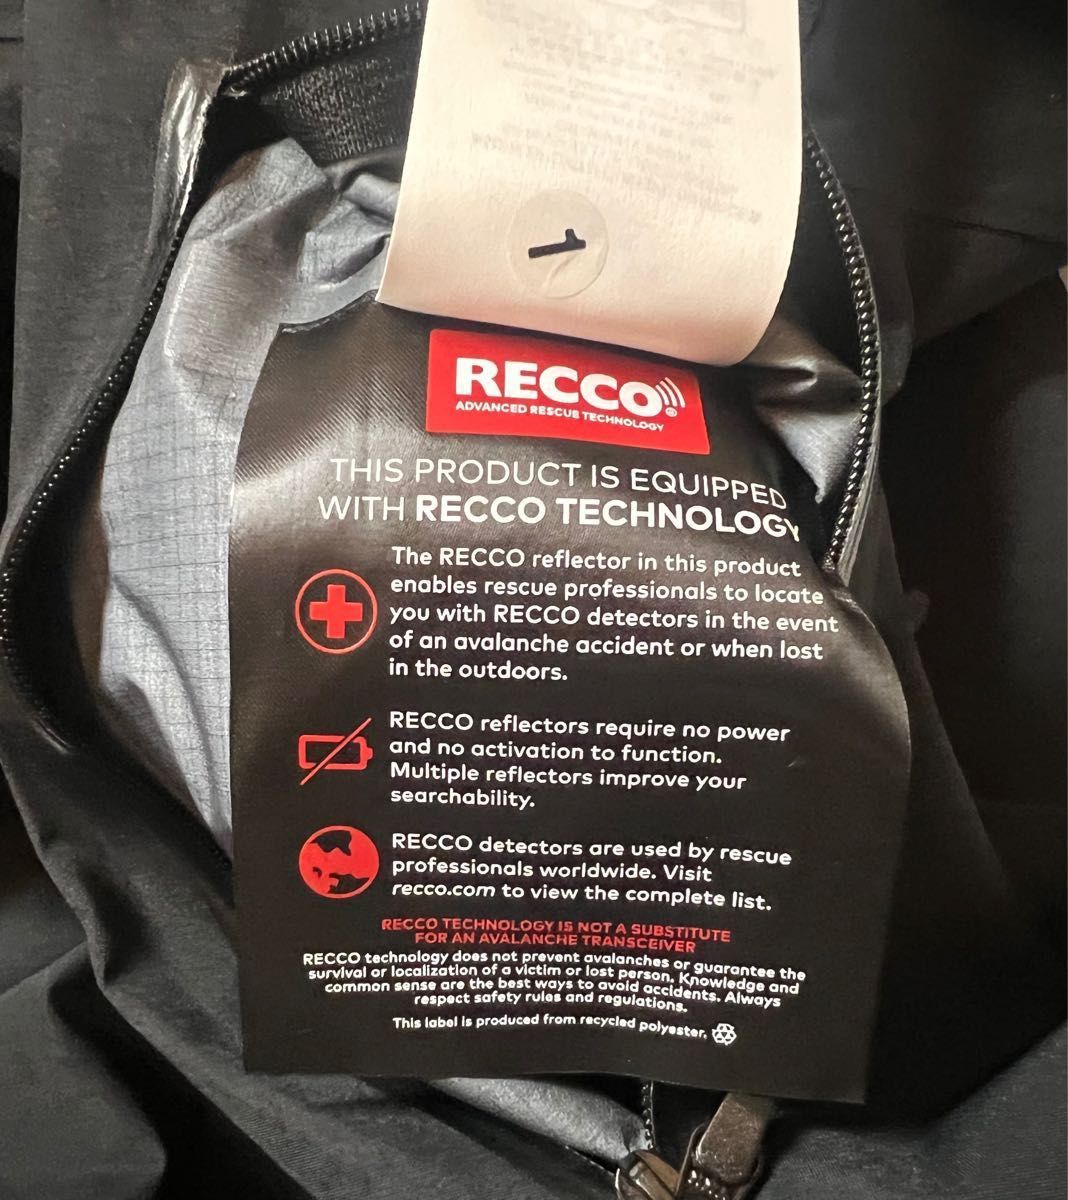 1
RECCO®
ADVANCED RESCUE TECHNOLOGY
THIS PRODUCT IS EQUIPPED
WITH RECCO TECHNOLOGY
The RECCO reflector in this product
enables rescue professionals to locate
you with RECCO detectors in the event
of an avalanche accident or when lost
in the outdoors.
RECCO reflectors require no power
and no activation to function.
Multiple reflectors improve your
searchability.
RECCO detectors are used by rescue
professionals worldwide. Visit
recco.com to view the complete list.
RECCO TECHNOLOGY IS NOT A SUBSTITUTE
FOR AN AVALANCHE TRANSCEIVER
RECCO technology does not prevent avalanches or guarantee the
survival or localization of a victim or lost person. Knowledge and
common sense are the best ways to avoid accidents. Always
respect safety rules and regulations.
This label is produced from recycled polyester.